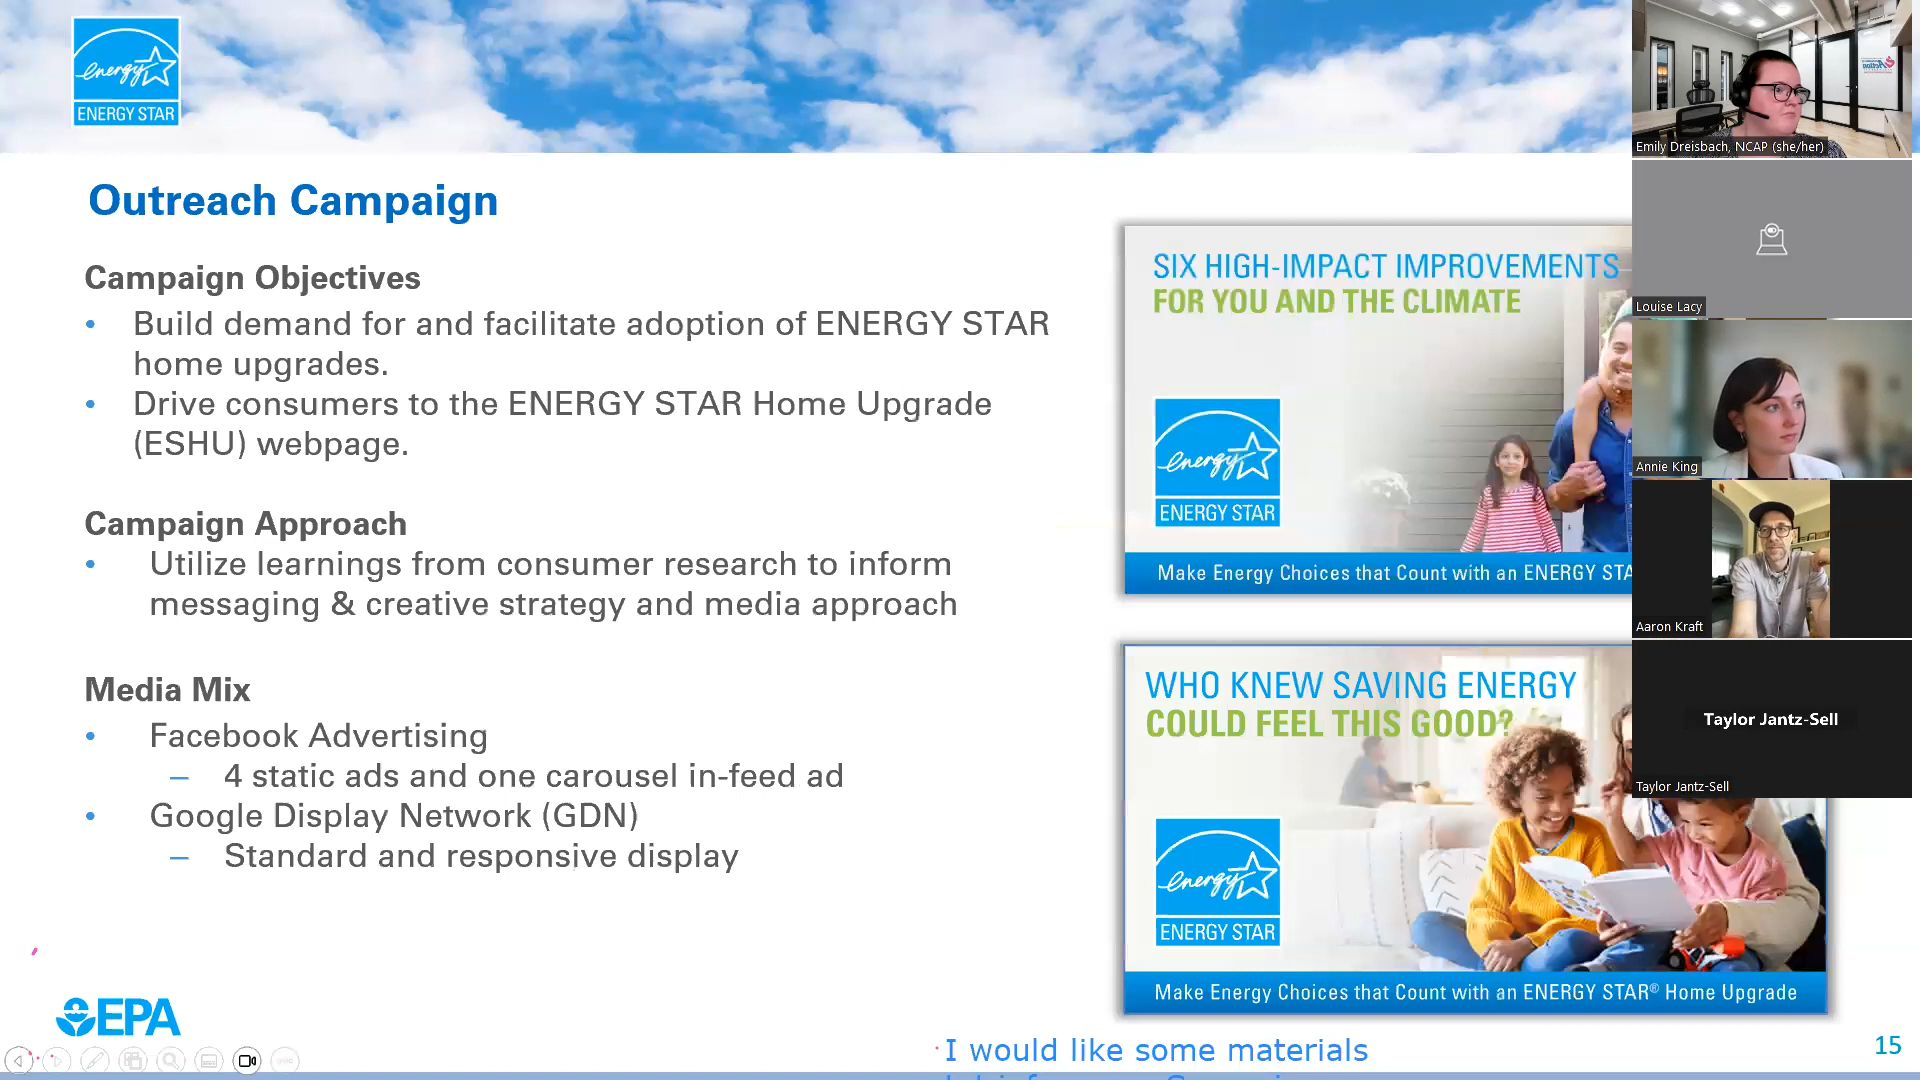 energy
ENERGY STAR
Outreach Campaign
Campaign Objectives
• Build demand for and facilitate adoption of ENERGY STAR
home upgrades.
• Drive consumers to the ENERGY STAR Home Upgrade
(ESHU) webpage.
Campaign Approach
• Utilize learnings from consumer research to inform
messaging & creative strategy and media approach
Media Mix
• Facebook Advertising
– 4 static ads and one carousel in-feed ad
• Google Display Network (GDN)
– Standard and responsive display
EPA
SIX HIGH-IMPACT IMPROVEMENTS
FOR YOU AND THE CLIMATE
energy
ENERGY STAR
Make Energy Choices that Count with an ENERGY STA
WHO KNEW SAVING ENERGY
COULD FEEL THIS GOOD?
energy
ENERGY STAR
Make Energy Choices that Count with an ENERGY STAR® Home Upgrade
I would like some materials
15
Emily Dreisbach, NCAP (she/her)
Louise Lacy
Annie King
Aaron Kraft
Taylor Jantz-Sell
Taylor Jantz-Sell